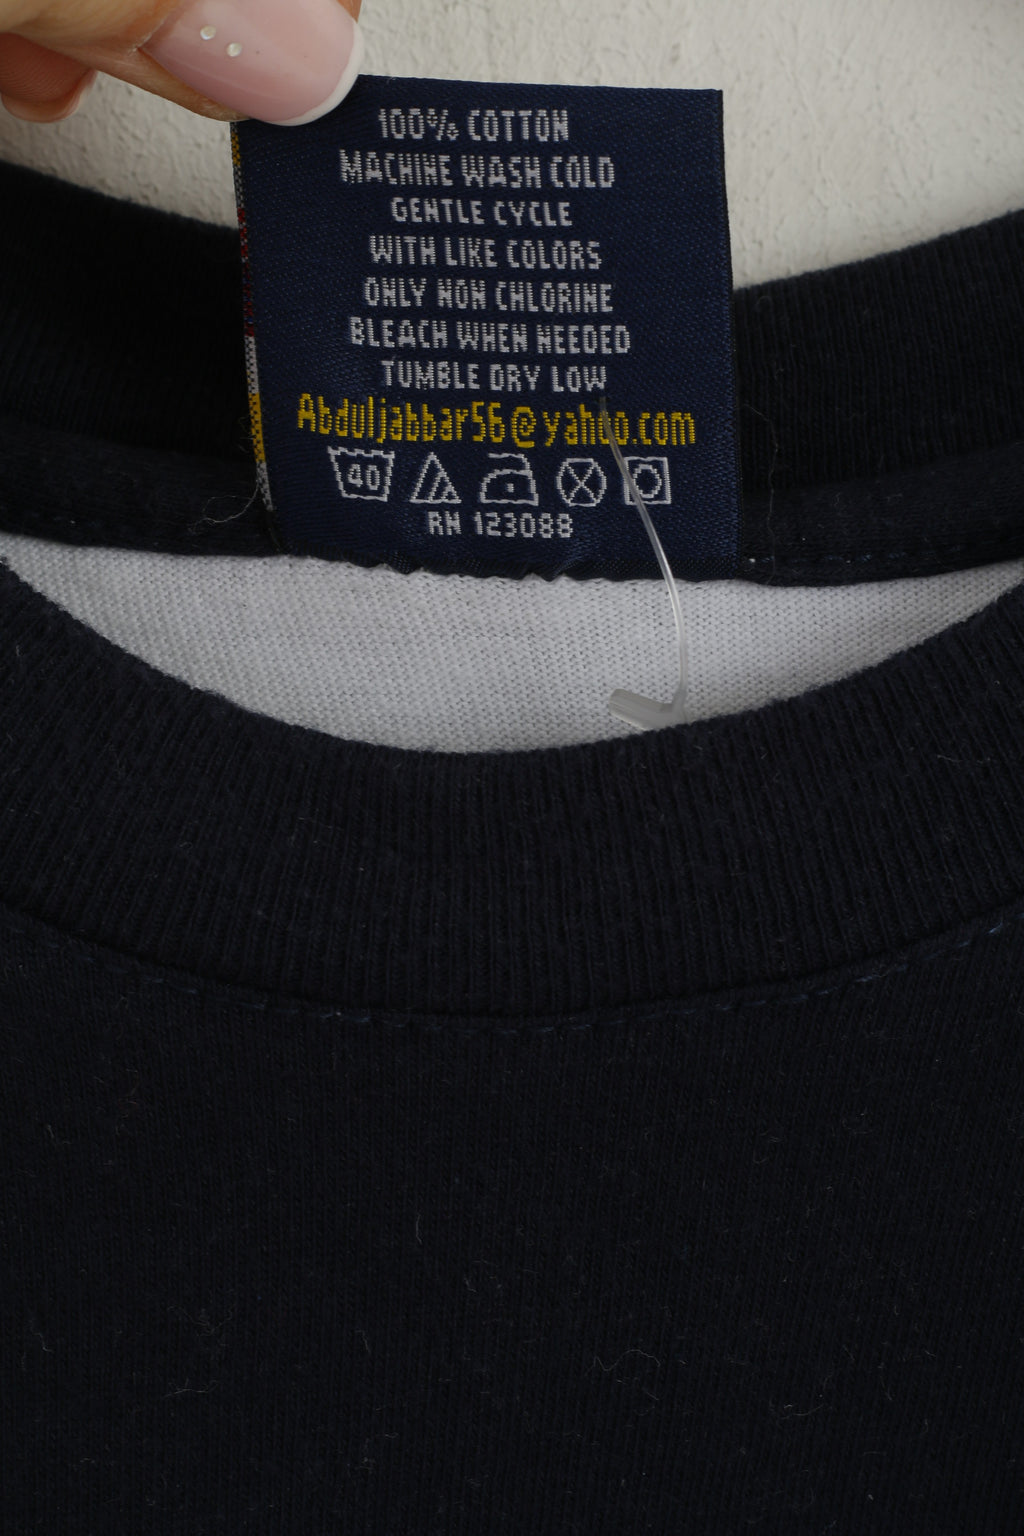 100% COTTON
MACHINE WASH COLD
GENTLE CYCLE
WITH LIKE COLORS
ONLY NON CHLORINE
BLEACH WHEN NEEDED
TUMBLE DRY LOW
Abduljabbar56@yahoo.com
40
RN 123088